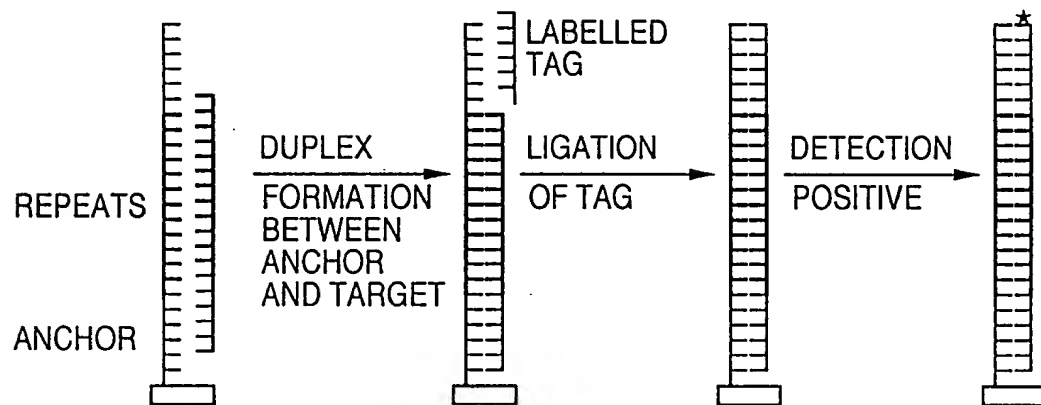 LABELLED
TAG
DUPLEX
FORMATION
BETWEEN
ANCHOR
AND TARGET
LIGATION
OF TAG
DETECTION
POSITIVE
REPEATS
ANCHOR